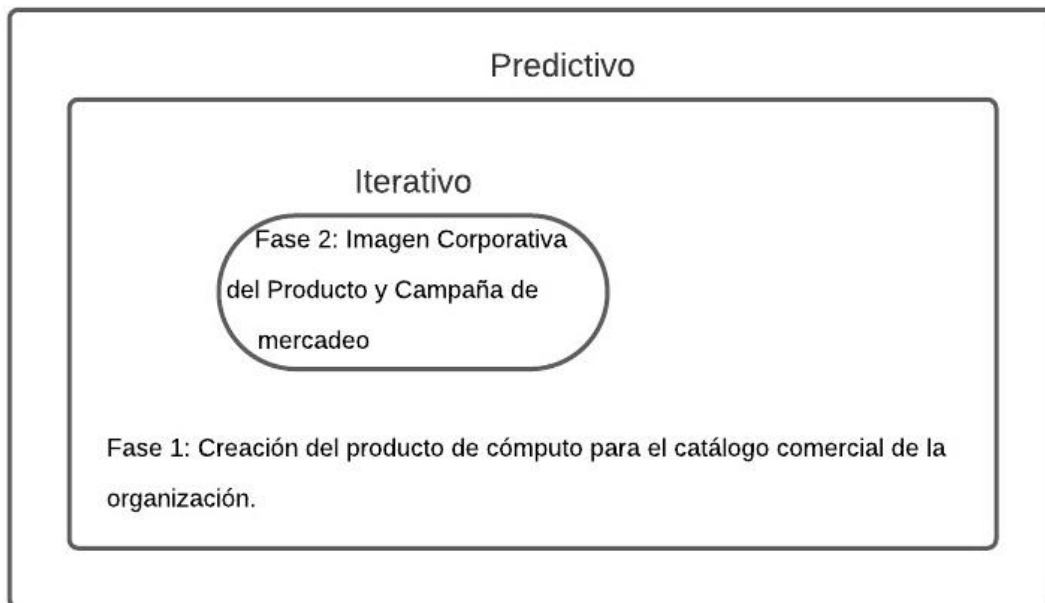 Predictivo
Iterativo
Fase 2: Imagen Corporativa
del Producto y Campaña de
mercadeo
Fase 1: Creación del producto de cómputo para el catálogo comercial de la
organización.